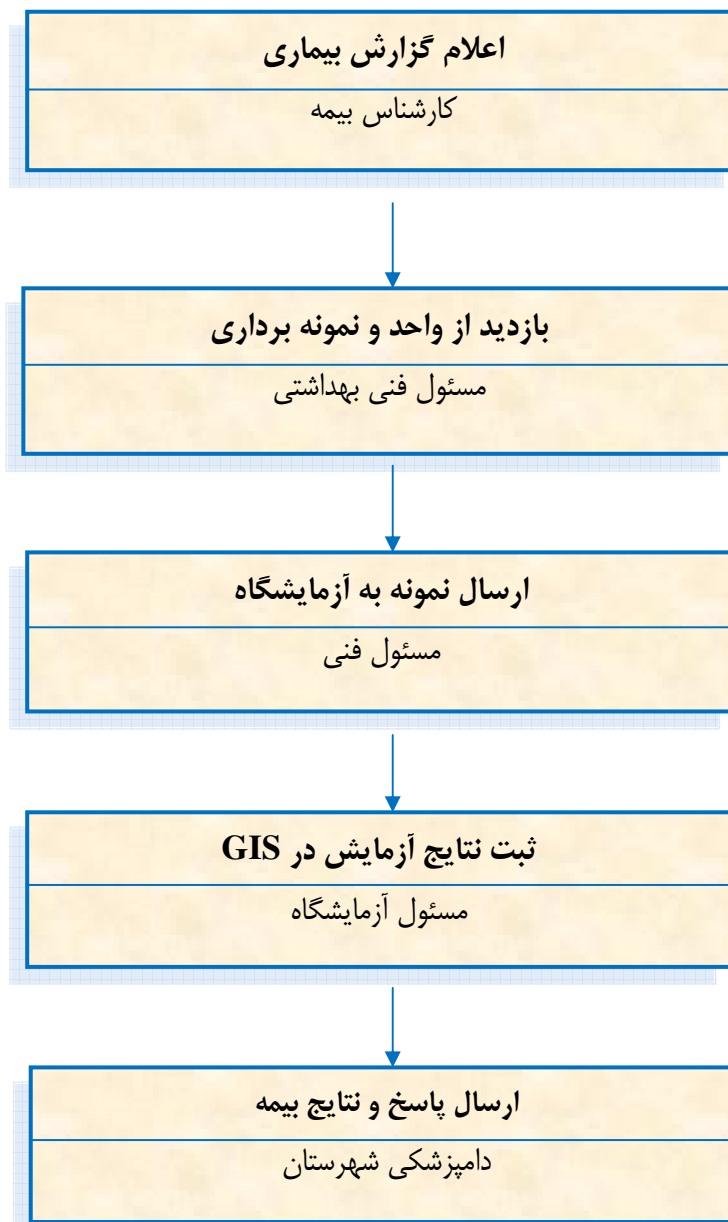 اعلام گزارش بیماری
کارشناس بیمه
بازدید از واحد و نمونه برداری
مسئول فنی بهداشتی
ارسال نمونه به آزمایشگاه
مسئول فنی
ثبت نتایج آزمایش در GIS
مسئول آزمایشگاه
ارسال پاسخ و نتایج بیمه
دامپزشکی شهرستان